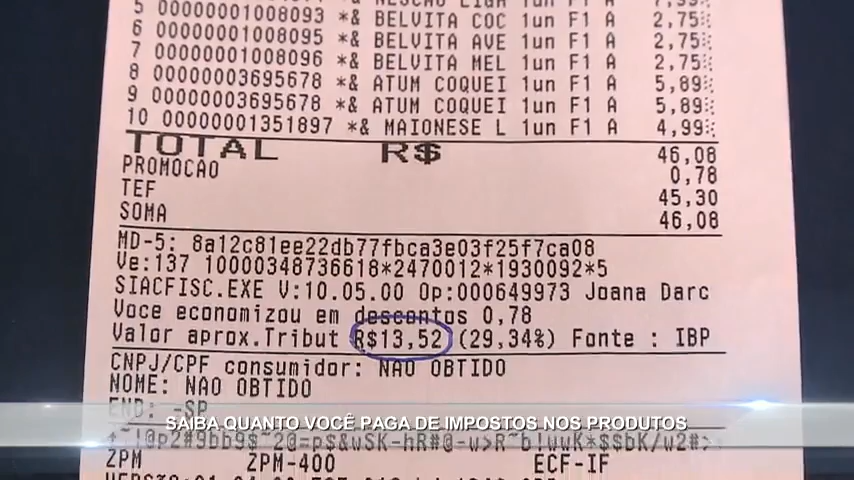 5 00000001008093 *& BELVITA COC 1un F1 A 2,75
6 00000001008095 *& BELVITA AVE 1un F1 A 2,75
7 00000001008096 *& BELVITA MEL 1un F1 A 2,75
8 00000003695678 *& ATUM COQUEI 1un F1 A 5,89
9 00000003695678 *& ATUM COQUEI 1un F1 A 5,89
10 00000001351897 *& MAIONESE L 1un F1 A 4,99
TOTAL R$ 46,08
PROMOCAO 0,78
TEF 45,30
SOMA 46,08
MD-5: 8a12c81ee22db77fbca3e03f25f7ca08
Ve:137 10000348736618*2470012*1930092*5
SIACFISC.EXE V:10.05.00 Op:000649973 Joana Darc
Voce economizou em descontos 0,78
Valor aprox.Tribut R$13,52 (29,34%) Fonte : IBP
CNPJ/CPF consumidor: NAO OBTIDO
NOME: NAO OBTIDO
END: -SP
SAIBA QUANTO VOCÊ PAGA DE IMPOSTOS NOS PRODUTOS
ZPM ZPM-400 ECF-IF